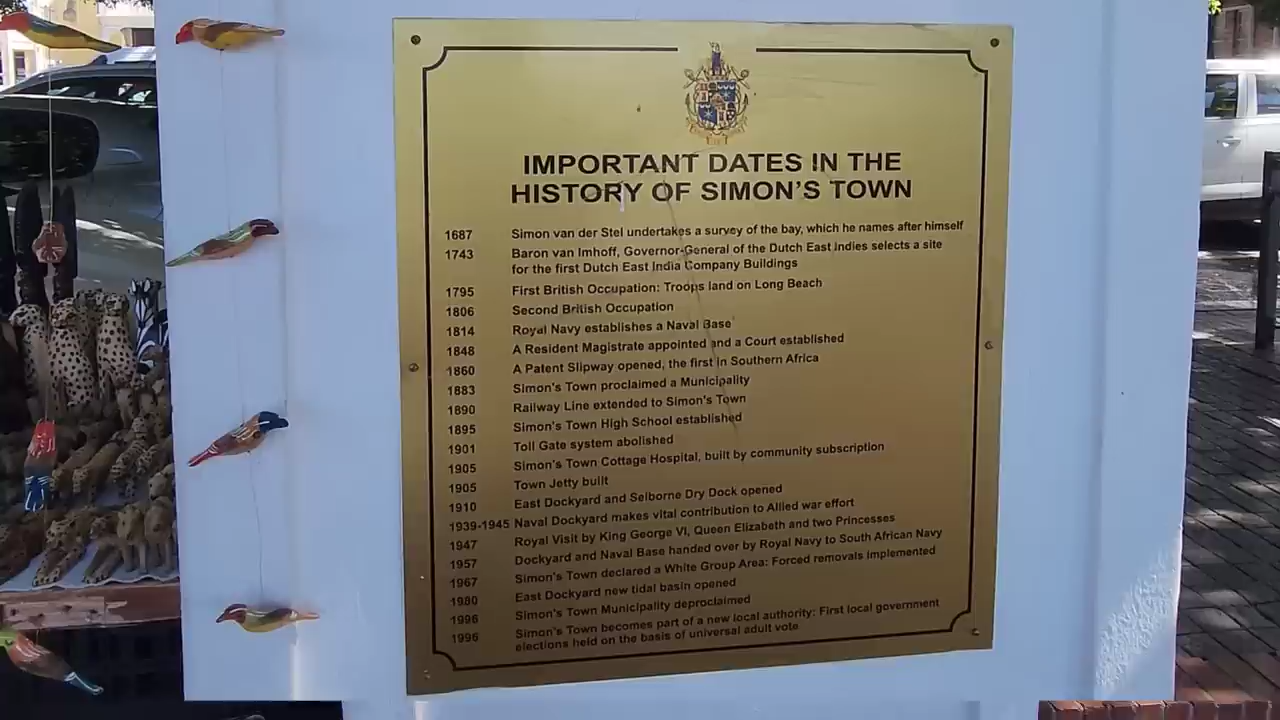 IMPORTANT DATES IN THE
HISTORY OF SIMON'S TOWN
1687 Simon van der Stel undertakes a survey of the bay, which he names after himself
1743 Baron van Imhoff, Governor-General of the Dutch East Indies selects a site
for the first Dutch East India Company Buildings
1795 First British Occupation: Troops land on Long Beach
1806 Second British Occupation
1814 Royal Navy establishes a Naval Base
1848 A Resident Magistrate appointed and a Court established
1860 A Patent Slipway opened, the first in Southern Africa
1883 Simon's Town proclaimed a Municipality
1890 Railway Line extended to Simon's Town
1895 Simon's Town High School established
1901 Toll Gate system abolished
1905 Simon's Town Cottage Hospital, built by community subscription
1905 Town Jetty built
1910 East Dockyard and Selborne Dry Dock opened
1939-1945 Naval Dockyard makes vital contribution to Allied war effort
1947 Royal Visit by King George VI, Queen Elizabeth and two Princesses
1957 Dockyard and Naval Base handed over by Royal Navy to South African Navy
1967 Simon's Town declared a White Group Area: Forced removals implemented
1980 East Dockyard new tidal basin opened
1996 Simon's Town Municipality deproclaimed
1996 Simon's Town becomes part of a new local authority: First local government
elections held on the basis of universal adult vote